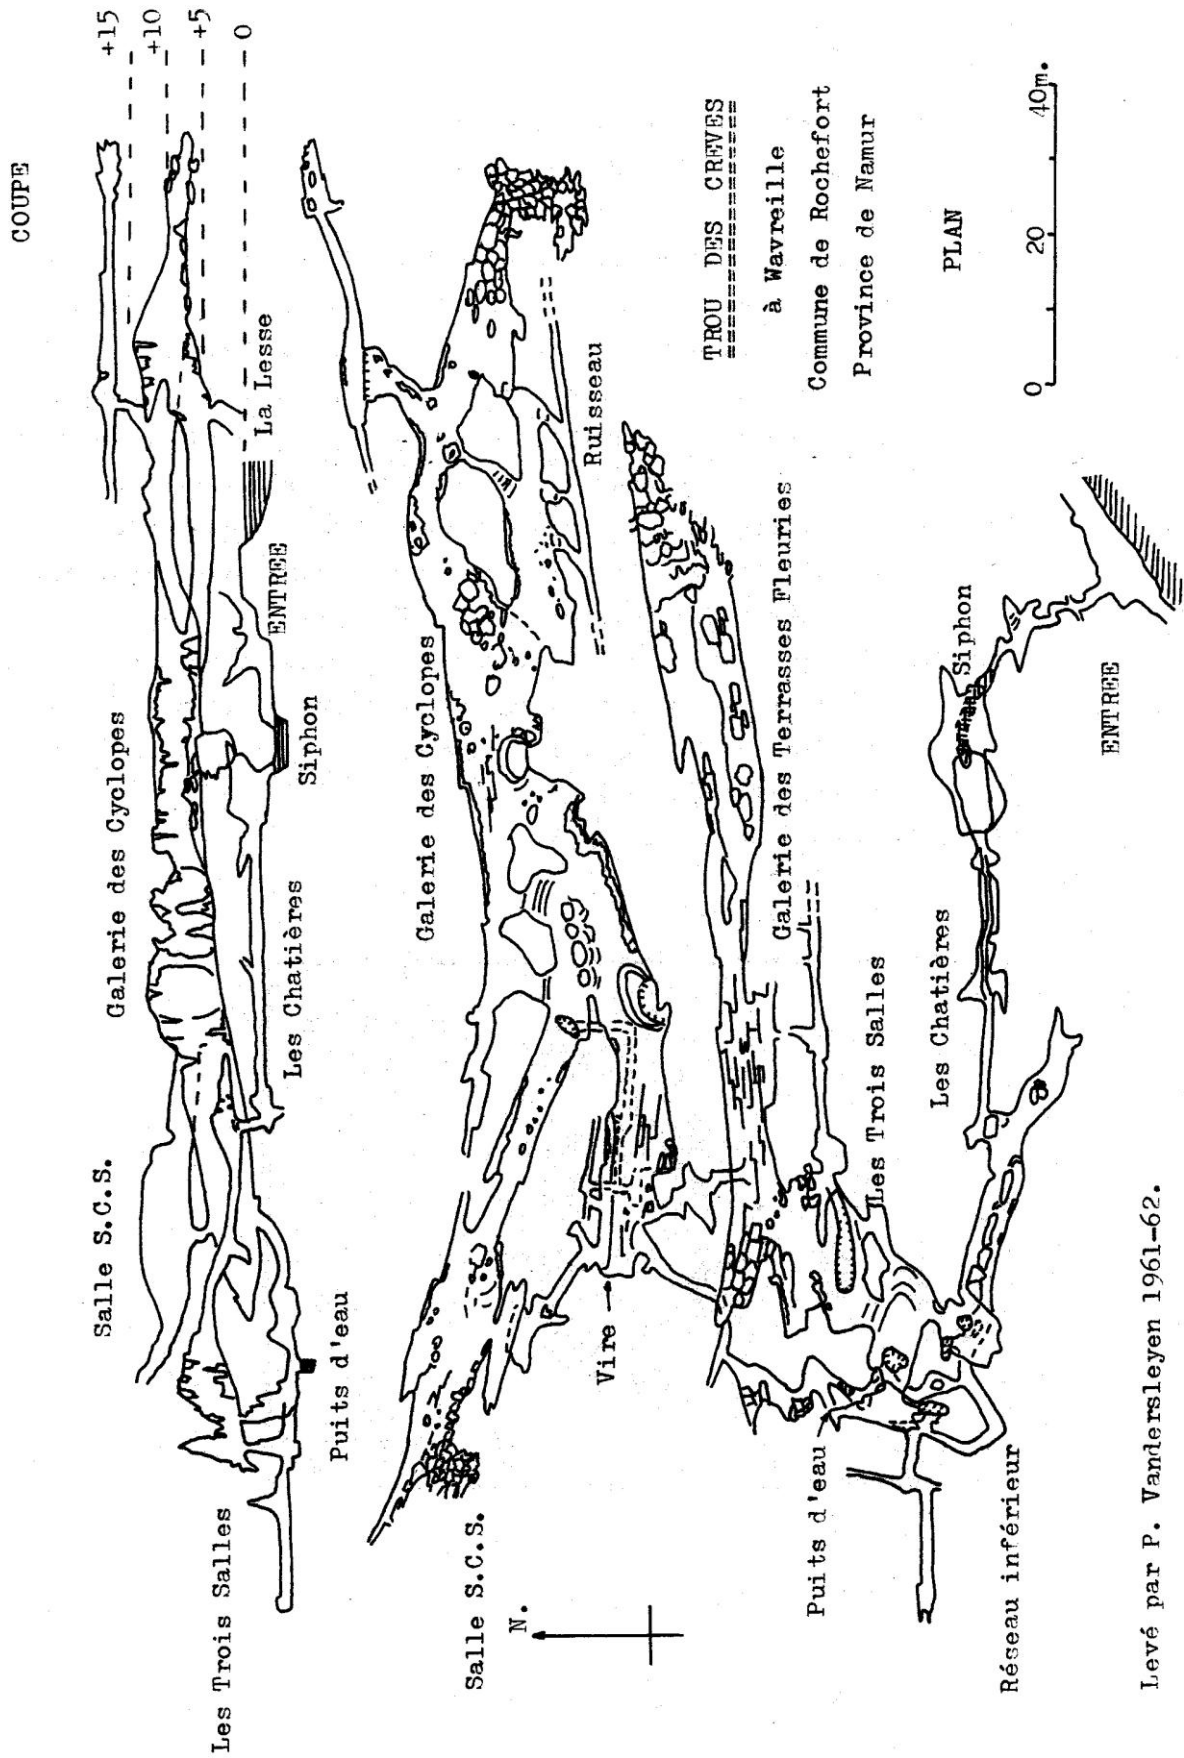 COUPE
+15
+10
+5
0
Salle S.C.S.
Galerie des Cyclopes
La Lesse
ENTREE
Siphon
Les Chatières
Puits d'eau
Les Trois Salles
Galerie des Cyclopes
Salle S.C.S.
N.
Vire
Ruisseau
TROU DES CREVES
à Wavreille
Commune de Rochefort
Province de Namur
PLAN
0 20 40m.
Galerie des Terrasses Fleuries
Puits d'eau
Les Trois Salles
Les Chatières
Siphon
ENTREE
Réseau inférieur
Levé par P. Vandersleyen 1961-62.